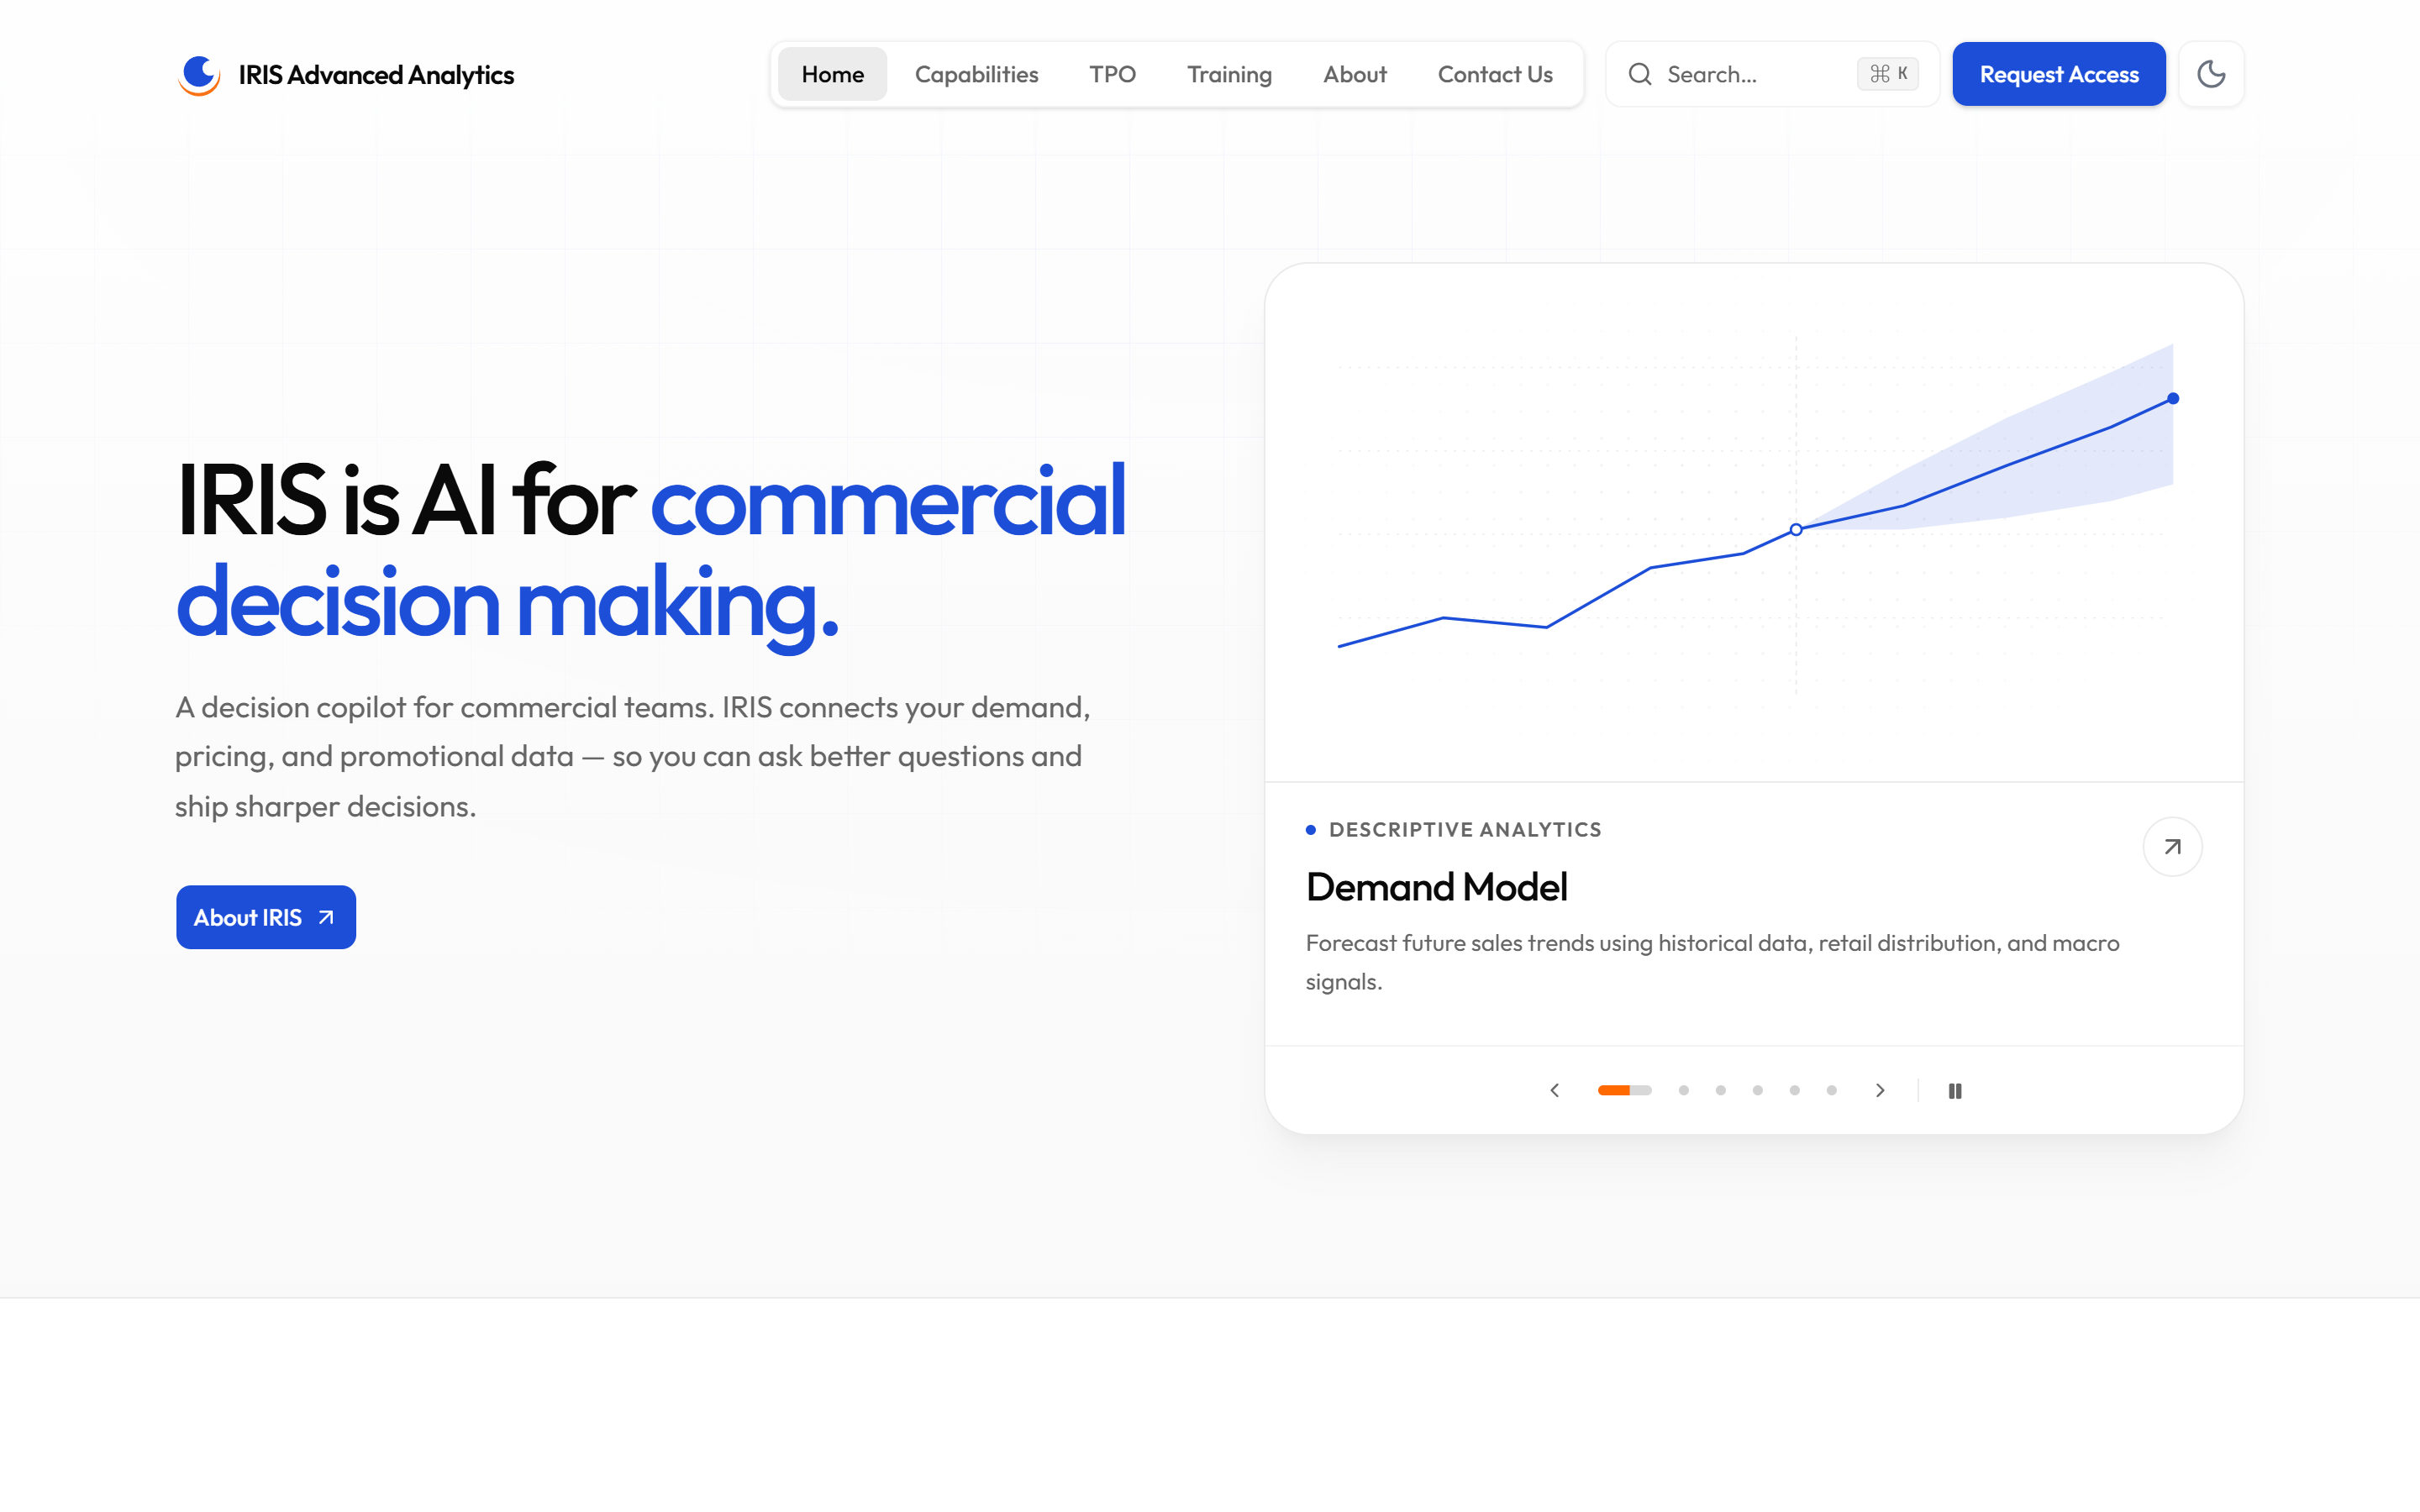 IRIS Advanced Analytics
Home
Capabilities
TPO
Training
About
Contact Us
Search...
⌘ K
Request Access
IRIS is AI for commercial
decision making.
A decision copilot for commercial teams. IRIS connects your demand,
pricing, and promotional data — so you can ask better questions and
ship sharper decisions.
About IRIS
DESCRIPTIVE ANALYTICS
Demand Model
Forecast future sales trends using historical data, retail distribution, and macro
signals.